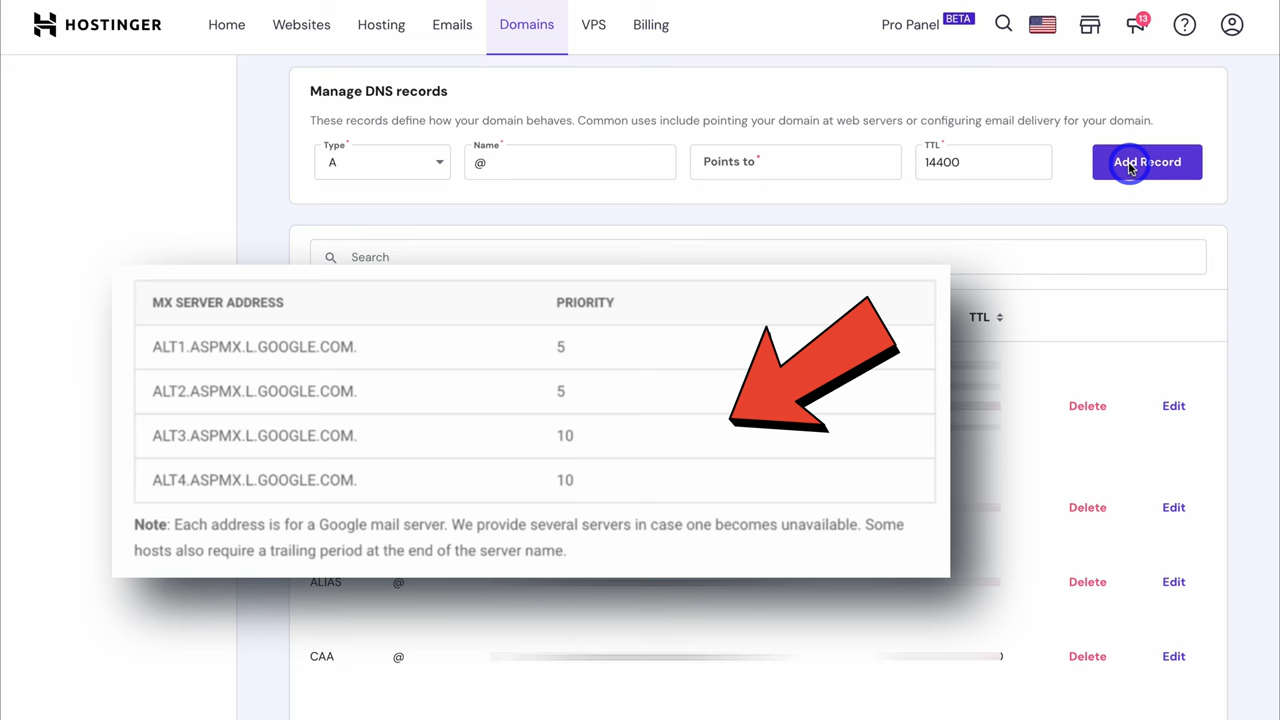 HOSTINGER
Home Websites Hosting Emails Domains VPS Billing Pro Panel BETA 13
Manage DNS records
These records define how your domain behaves. Common uses include pointing your domain at web servers or configuring email delivery for your domain.
Type* Name* TTL*
A @ Points to* 14400 Add Record
Search
MX SERVER ADDRESS PRIORITY TTL
ALT1.ASPMX.L.GOOGLE.COM. 5
ALT2.ASPMX.L.GOOGLE.COM. 5
Delete Edit
ALT3.ASPMX.L.GOOGLE.COM. 10
ALT4.ASPMX.L.GOOGLE.COM. 10
Delete Edit
Note: Each address is for a Google mail server. We provide several servers in case one becomes unavailable. Some
hosts also require a trailing period at the end of the server name.
ALIAS @ Delete Edit
CAA @ Delete Edit